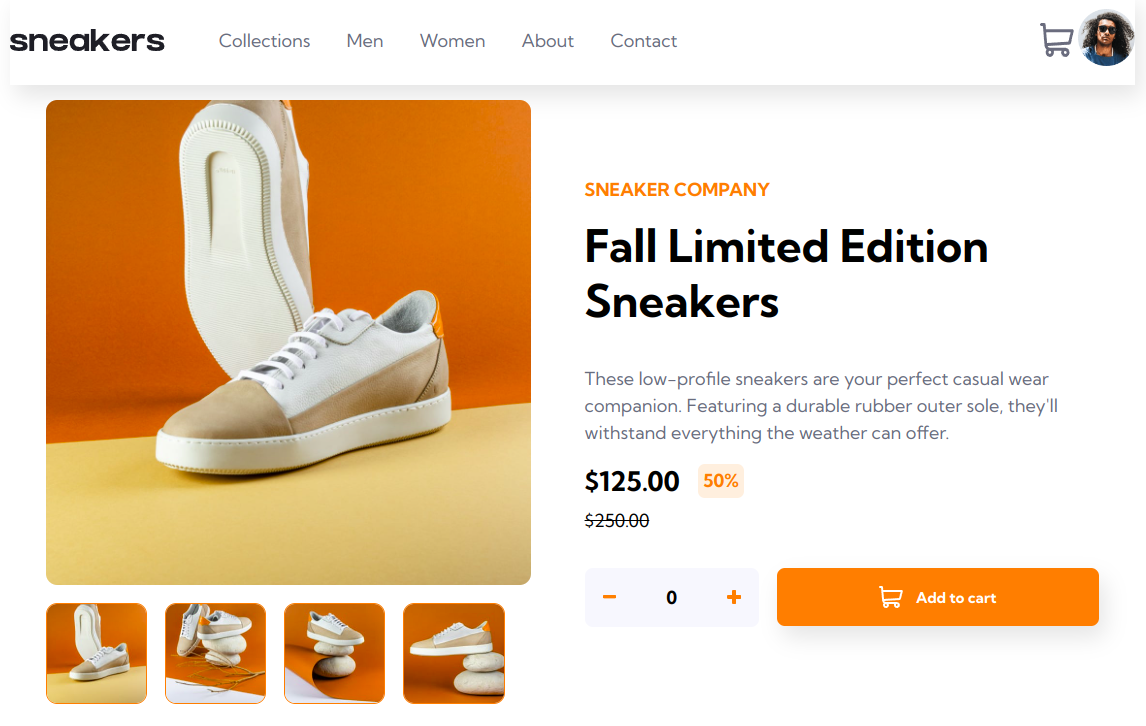 sneakers
Collections Men Women About Contact
SNEAKER COMPANY
Fall Limited Edition
Sneakers
These low-profile sneakers are your perfect casual wear
companion. Featuring a durable rubber outer sole, they'll
withstand everything the weather can offer.
$125.00 50%
$250.00
0 Add to cart